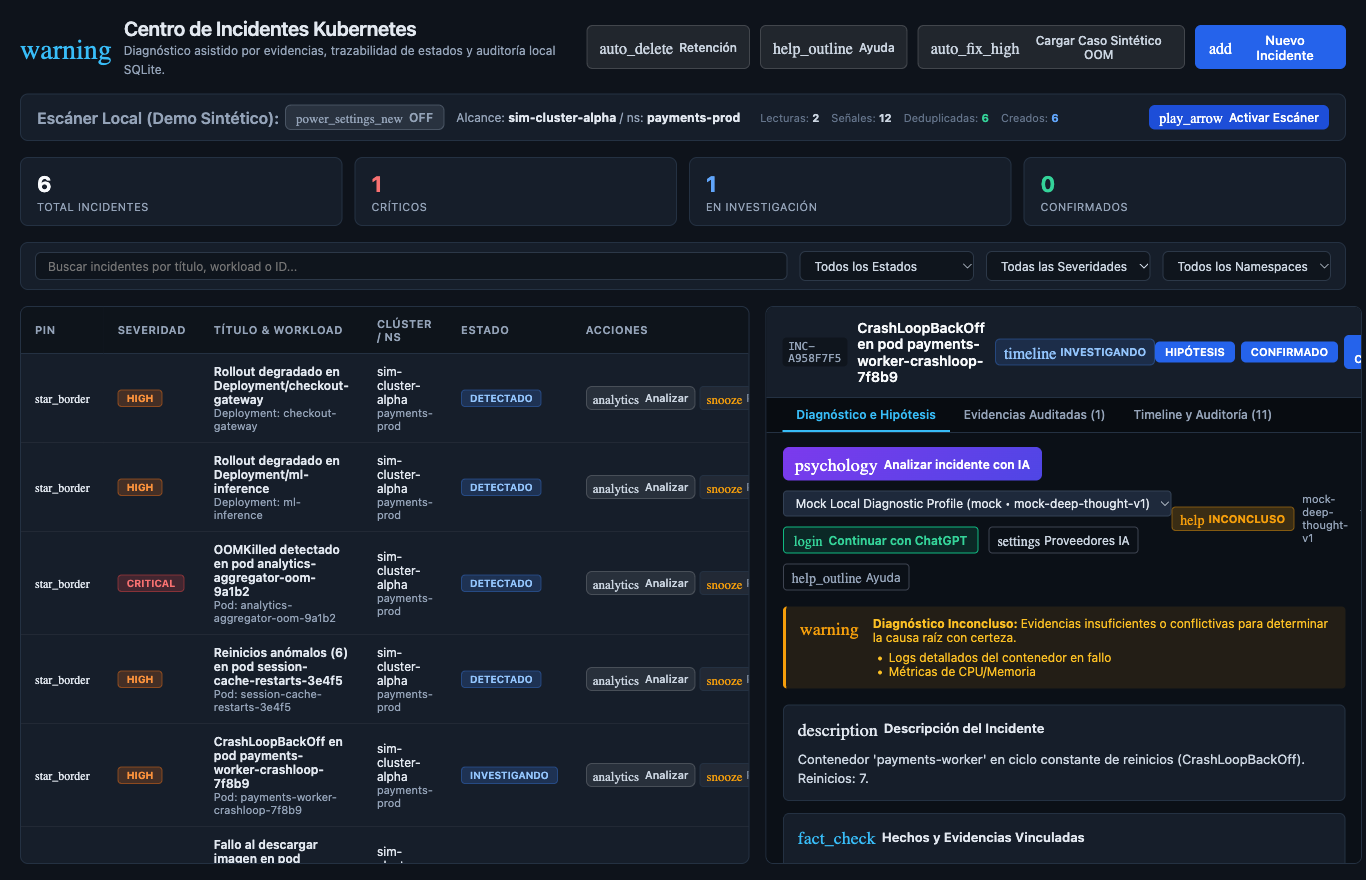 warning
Centro de Incidentes Kubernetes
Diagnóstico asistido por evidencias, trazabilidad de estados y auditoría local
SQLite.
auto_delete Retención
help_outline Ayuda
auto_fix_high Cargar Caso Sintético
OOM
add Nuevo
Incidente
Escáner Local (Demo Sintético): power_settings_new OFF Alcance: sim-cluster-alpha / ns: payments-prod Lecturas: 2 Señales: 12 Deduplicadas: 6 Creados: 6 play_arrow Activar Escáner
6
TOTAL INCIDENTES
1
CRÍTICOS
1
EN INVESTIGACIÓN
0
CONFIRMADOS
Buscar incidentes por título, workload o ID... Todos los Estados Todas las Severidades Todos los Namespaces
PIN SEVERIDAD TÍTULO & WORKLOAD CLÚSTER
/ NS ESTADO ACCIONES
star_border HIGH
Rollout degradado en
Deployment/checkout-
gateway
Deployment: checkout-
gateway
sim-
cluster-
alpha
payments-
prod
DETECTADO
analytics Analizar
snooze
star_border HIGH
Rollout degradado en
Deployment/ml-
inference
Deployment: ml-
inference
sim-
cluster-
alpha
payments-
prod
DETECTADO
analytics Analizar
snooze
star_border CRITICAL
OOMKilled detectado
en pod analytics-
aggregator-oom-
9a1b2
Pod: analytics-
aggregator-oom-9a1b2
sim-
cluster-
alpha
payments-
prod
DETECTADO
analytics Analizar
snooze
star_border HIGH
Reinicios anómalos (6)
en pod session-
cache-restarts-3e4f5
Pod: session-cache-
restarts-3e4f5
sim-
cluster-
alpha
payments-
prod
DETECTADO
analytics Analizar
snooze
star_border HIGH
CrashLoopBackOff en
pod payments-
worker-crashloop-
7f8b9
Pod: payments-worker-
crashloop-7f8b9
sim-
cluster-
alpha
payments-
prod
INVESTIGANDO
analytics Analizar
snooze
Fallo al descargar
imagen en pod
sim-
INC-
A958F7F5
CrashLoopBackOff
en pod payments-
worker-crashloop-
7f8b9
timeline INVESTIGANDO
HIPÓTESIS
CONFIRMADO
Diagnóstico e Hipótesis Evidencias Auditadas (1) Timeline y Auditoría (11)
psychology Analizar incidente con IA
Mock Local Diagnostic Profile (mock • mock-deep-thought-v1)
help INCONCLUSO
mock-
deep-
thought-
v1
login Continuar con ChatGPT
settings Proveedores IA
help_outline Ayuda
warning
Diagnóstico Inconcluso: Evidencias insuficientes o conflictivas para determinar
la causa raíz con certeza.
• Logs detallados del contenedor en fallo
• Métricas de CPU/Memoria
description Descripción del Incidente
Contenedor 'payments-worker' en ciclo constante de reinicios (CrashLoopBackOff).
Reinicios: 7.
fact_check Hechos y Evidencias Vinculadas